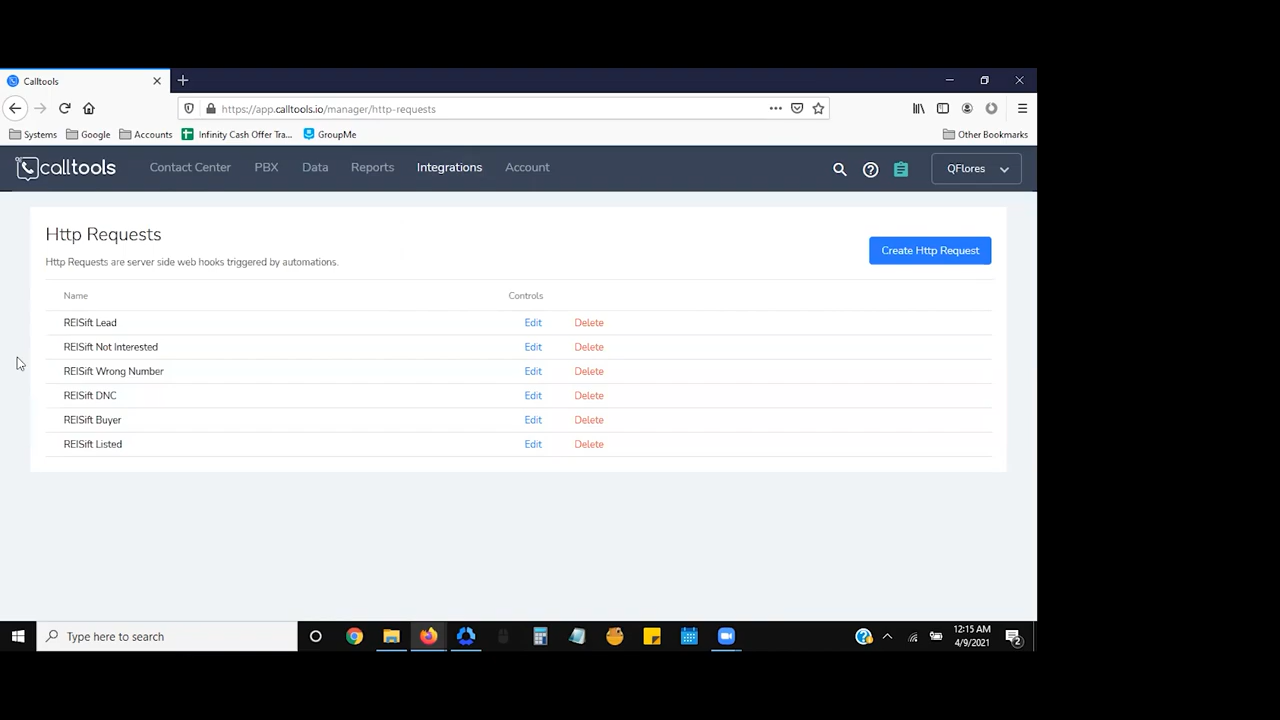 Calltools
https://app.calltools.io/manager/http-requests
Systems Google Accounts Infinity Cash Offer Tra... GroupMe Other Bookmarks
calltools Contact Center PBX Data Reports Integrations Account QFlores
Http Requests
Create Http Request
Http Requests are server side web hooks triggered by automations.
Name Controls
REISift Lead Edit Delete
REISift Not Interested Edit Delete
REISift Wrong Number Edit Delete
REISift DNC Edit Delete
REISift Buyer Edit Delete
REISift Listed Edit Delete
Type here to search
12:15 AM
4/9/2021
2